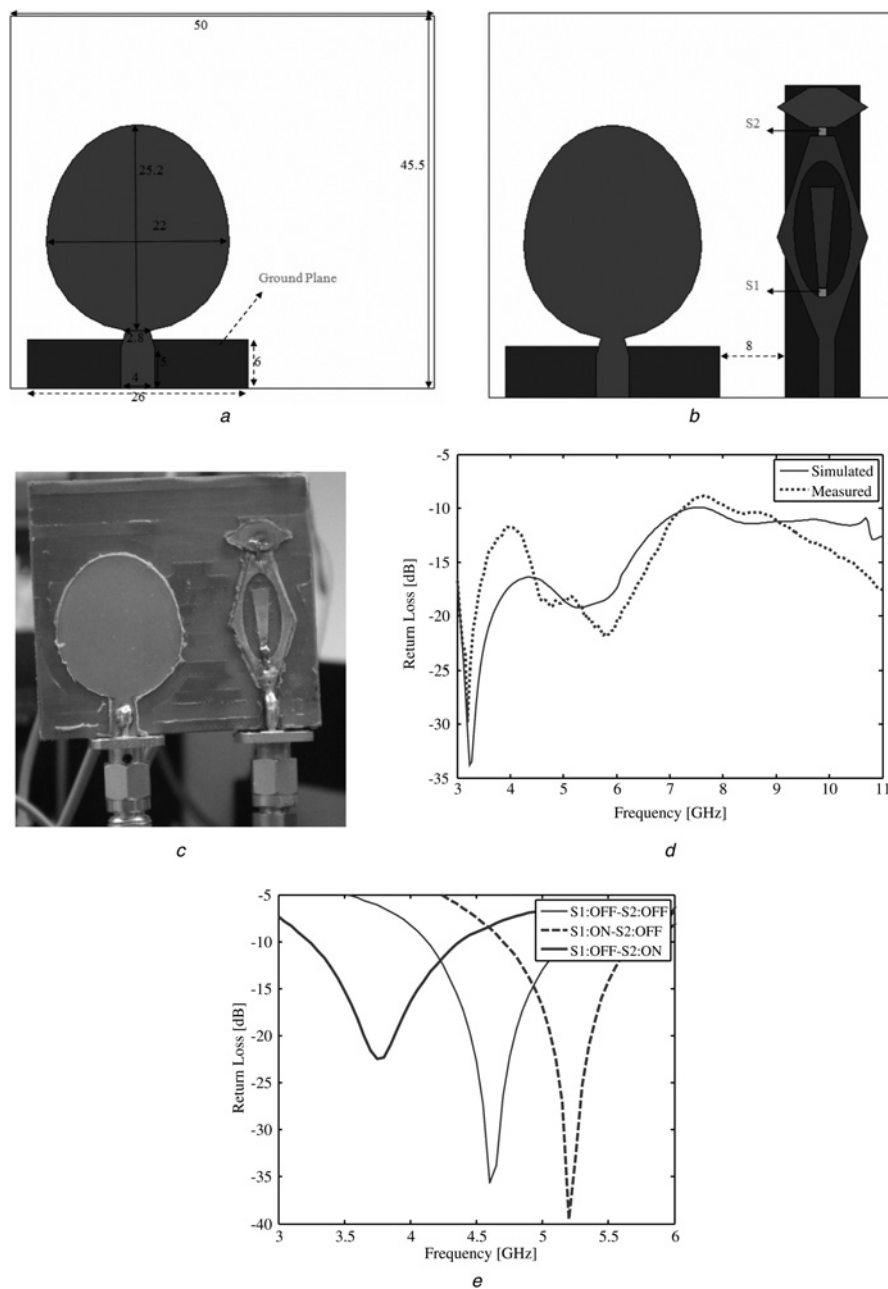 50
45.5
25.2
22
Ground Plane
2.8
5
6
4
26
a
S2
S1
8
b
c
-5
-10
-15
-20
-25
-30
-35
Return Loss [dB]
Simulated
Measured
3 4 5 6 7 8 9 10 11
Frequency [GHz]
d
-5
-10
-15
-20
-25
-30
-35
-40
Return Loss [dB]
S1:OFF-S2:OFF
S1:ON-S2:OFF
S1:OFF-S2:ON
3 3.5 4 4.5 5 5.5 6
Frequency [GHz]
e